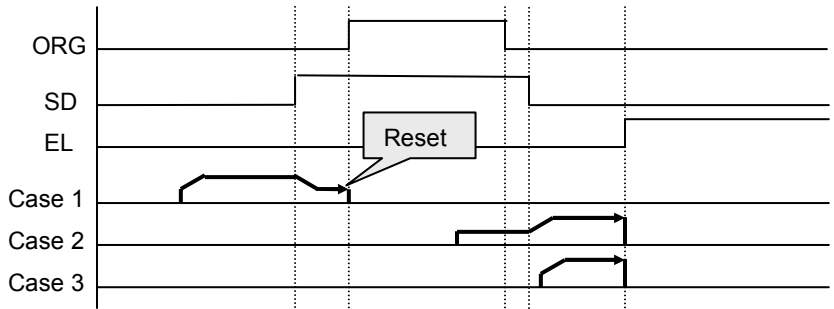 ORG
SD
EL
Reset
Case 1
Case 2
Case 3